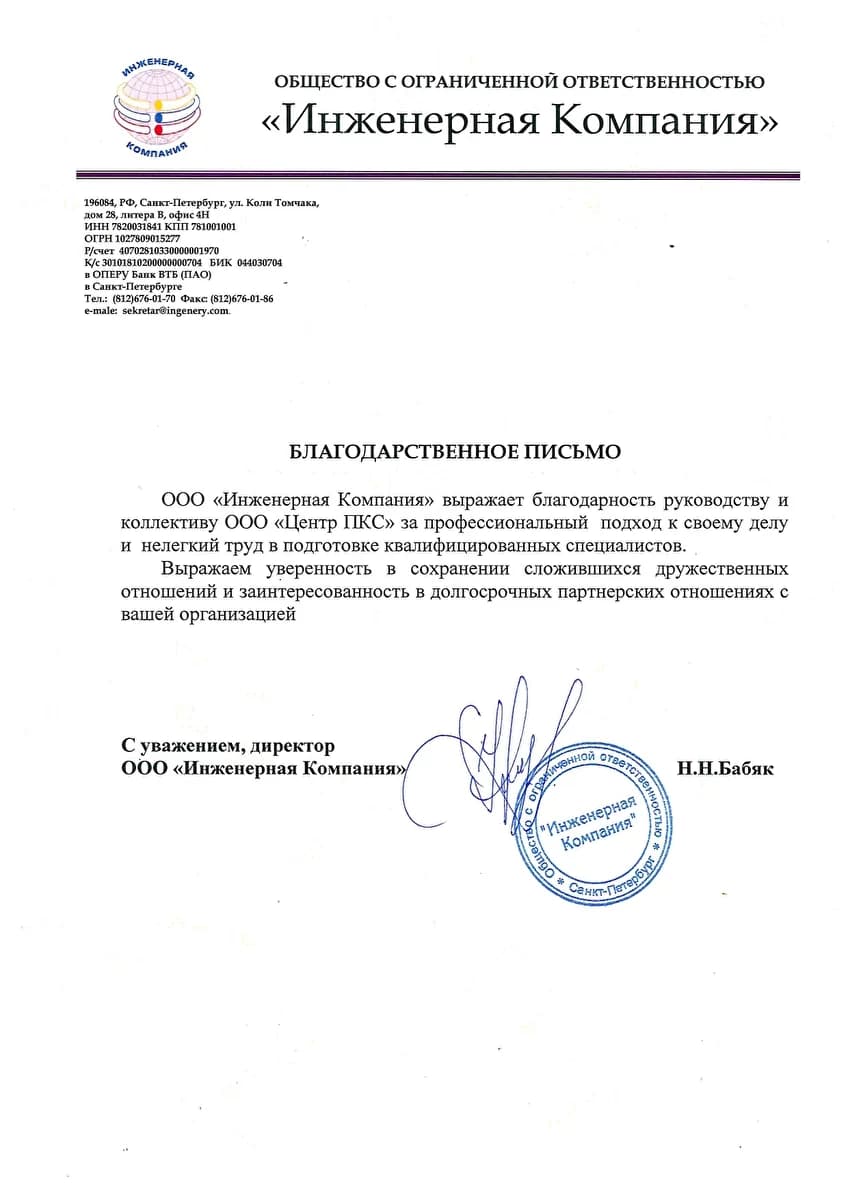 ИНЖЕНЕРНАЯ
КОМПАНИЯ
ОБЩЕСТВО С ОГРАНИЧЕННОЙ ОТВЕТСТВЕННОСТЬЮ
«Инженерная Компания»
196084, РФ, Санкт-Петербург, ул. Коли Томчака,
дом 28, литера В, офис 4Н
ИНН 7820031841 КПП 781001001
ОГРН 1027809015277
Р/счет 40702810330000001970
К/с 30101810200000000704 БИК 044030704
в ОПЕРУ Банк ВТБ (ПАО)
в Санкт-Петербурге
Тел.: (812)676-01-70 Факс: (812)676-01-86
e-male: sekretar@ingenery.com.
БЛАГОДАРСТВЕННОЕ ПИСЬМО
ООО «Инженерная Компания» выражает благодарность руководству и
коллективу ООО «Центр ПКС» за профессиональный подход к своему делу
и нелегкий труд в подготовке квалифицированных специалистов.
Выражаем уверенность в сохранении сложившихся дружественных
отношений и заинтересованность в долгосрочных партнерских отношениях с
вашей организацией
С уважением, директор
ООО «Инженерная Компания»
Н.Н.Бабяк
Общество с ограниченной ответственностью * Санкт-Петербург *
"Инженерная
Компания"